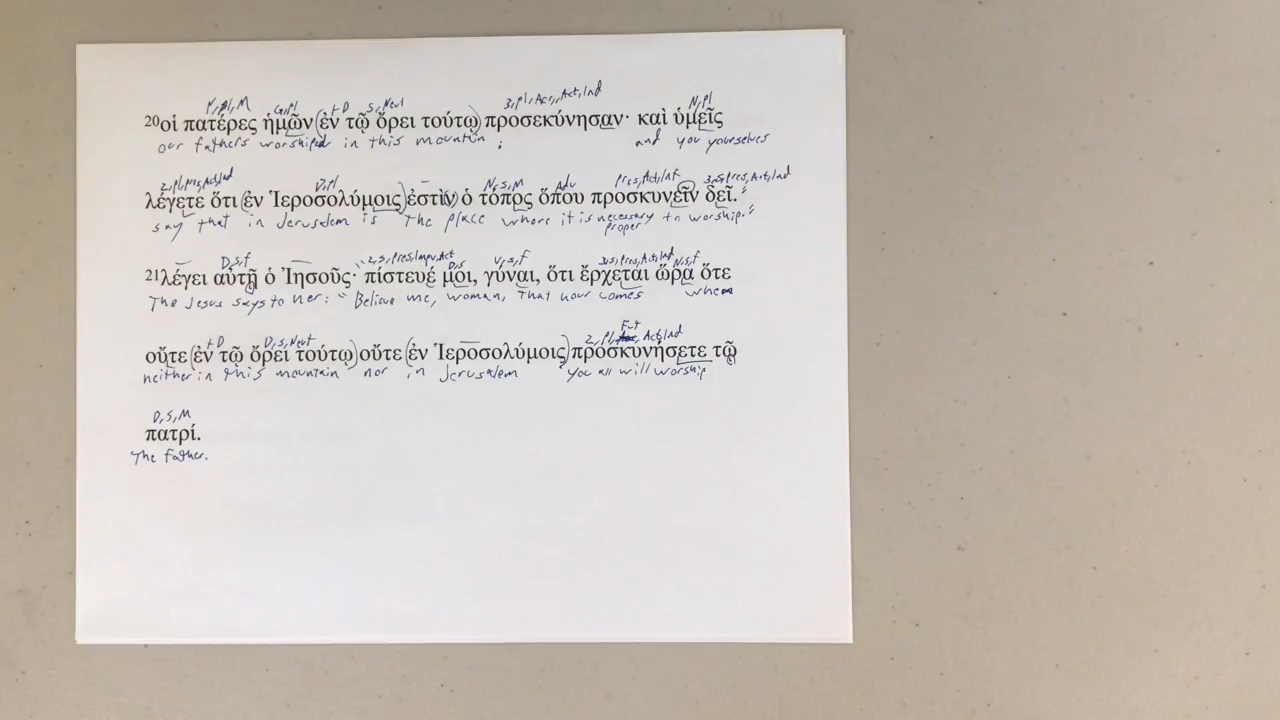 N, pl, M G, pl + D S, Neut 3, pl, Aor, Act, Ind N, pl
20οἱ πατέρες ἡμῶν (ἐν τῷ ὄρει τούτῳ) προσεκύνησαν· καὶ ὑμεῖς
our fathers worshiped in this mountain ; and you yourselves
2, pl, Pres, Act, Ind D, pl N, S, M Adv Pres, Act, Inf 3, S, Pres, Act, Ind
λέγετε ὅτι (ἐν Ἱεροσολύμοις) ἐστὶ(ν) ὁ τόπος ὅπου προσκυνεῖν δεῖ."
say that in Jerusalem is the place where it is necessary to worship."
proper
D, S, f "2, S, Pres, Impv, Act D, S V, S, F 3, S, Pres, Act, Ind N, S, f
21λέγει αὐτῇ ὁ Ἰησοῦς· πίστευέ μοι, γύναι, ὅτι ἔρχεται ὥρα ὅτε
The Jesus says to her: " Believe me, woman, that hour comes when
+ D D, S, Neut 2, Pl, Fut Act, Ind
οὔτε (ἐν τῷ ὄρει τούτῳ) οὔτε (ἐν Ἱεροσολύμοις) προσκυνήσετε τῷ
neither in this mountain nor in Jerusalem you all will worship
D, S, M
πατρί.
The father.